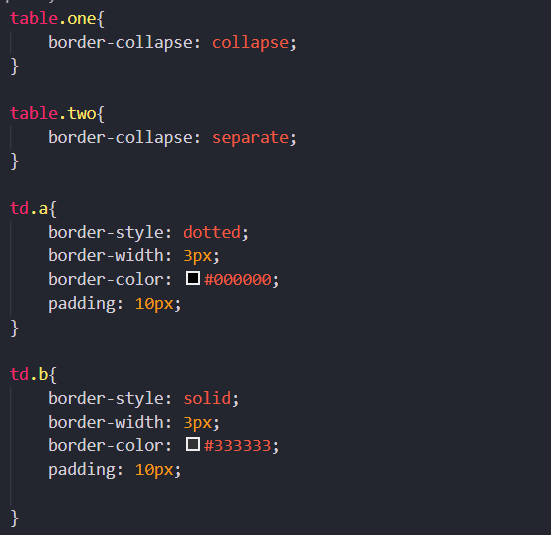 table.one{
    border-collapse: collapse;
}

table.two{
    border-collapse: separate;
}

td.a{
    border-style: dotted;
    border-width: 3px;
    border-color: #000000;
    padding: 10px;
}

td.b{
    border-style: solid;
    border-width: 3px;
    border-color: #333333;
    padding: 10px;

}